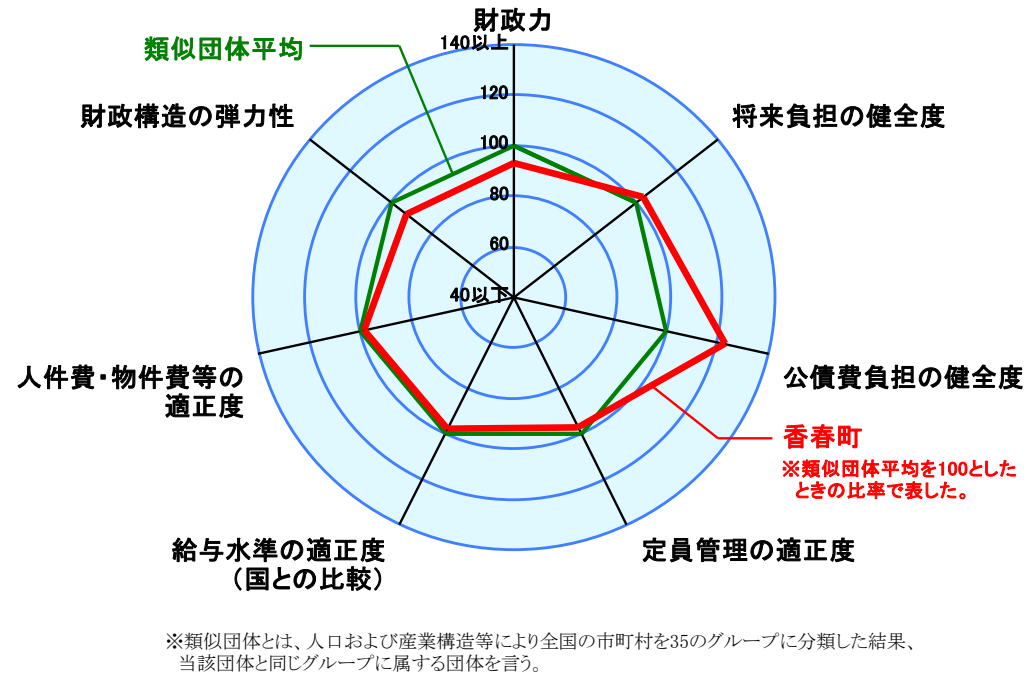 財政力
類似団体平均
140以上
120
100
80
60
40以下
財政構造の弾力性
将来負担の健全度
人件費・物件費等の
適正度
公債費負担の健全度
香春町
※類似団体平均を100とした
ときの比率で表した。
給与水準の適正度
（国との比較）
定員管理の適正度
※類似団体とは、人口および産業構造等により全国の市町村を35のグループに分類した結果、
当該団体と同じグループに属する団体を言う。